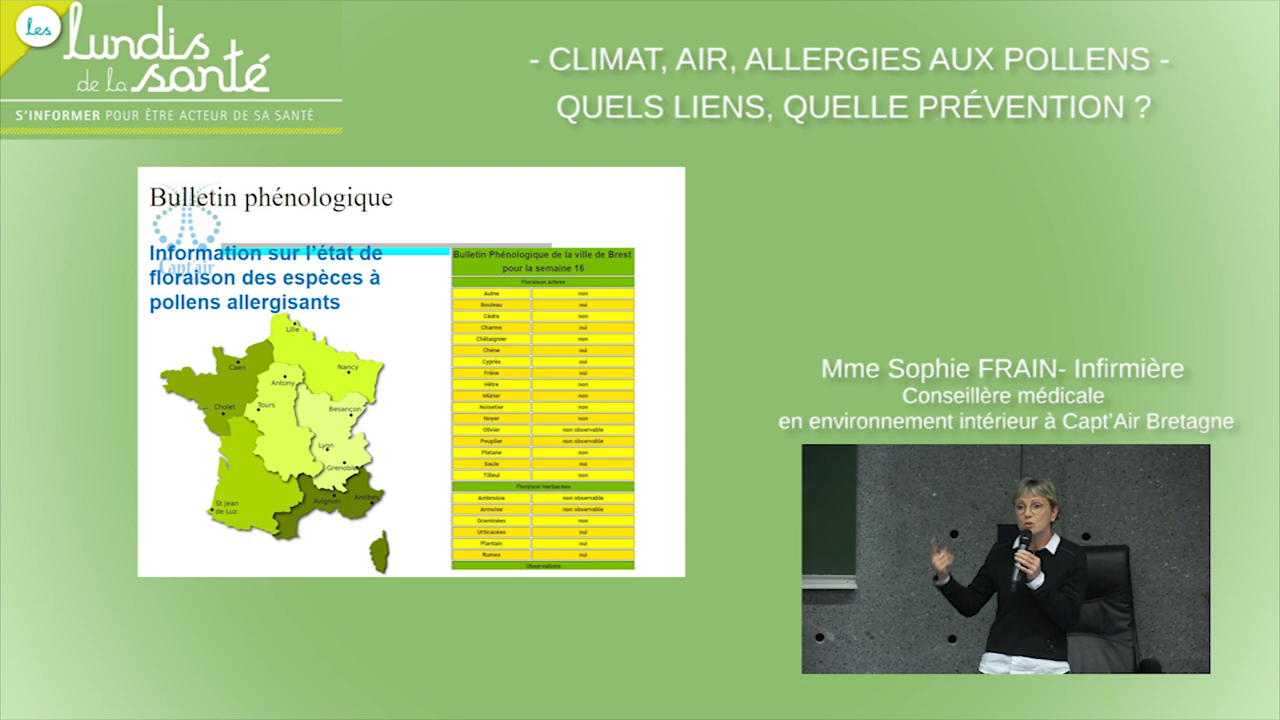 les
lundis
de la santé
S'INFORMER POUR ÊTRE ACTEUR DE SA SANTÉ
- CLIMAT, AIR, ALLERGIES AUX POLLENS -
QUELS LIENS, QUELLE PRÉVENTION ?
Bulletin phénologique
Capt'air
Information sur l'état de
floraison des espèces à
pollens allergisants
Lille
Caen
Nancy
Antony
Cholet
Tours
Besançon
Lyon
Grenoble
St Jean
de Luz
Avignon
Antibes
Bulletin Phénologique de la ville de Brest
pour la semaine 16
Floraison Arbres
Aulne non
Bouleau oui
Cèdre non
Charme oui
Châtaignier non
Chêne oui
Cyprès oui
Frêne oui
Hêtre non
Mûrier non
Noisetier non
Noyer non
Olivier non observable
Peuplier non observable
Platane non
Saule oui
Tilleul non
Floraison Herbacées
Ambroisie non observable
Armoise non observable
Graminées non
Urticacées oui
Plantain oui
Rumex oui
Observations
Mme Sophie FRAIN- Infirmière
Conseillère médicale
en environnement intérieur à Capt'Air Bretagne